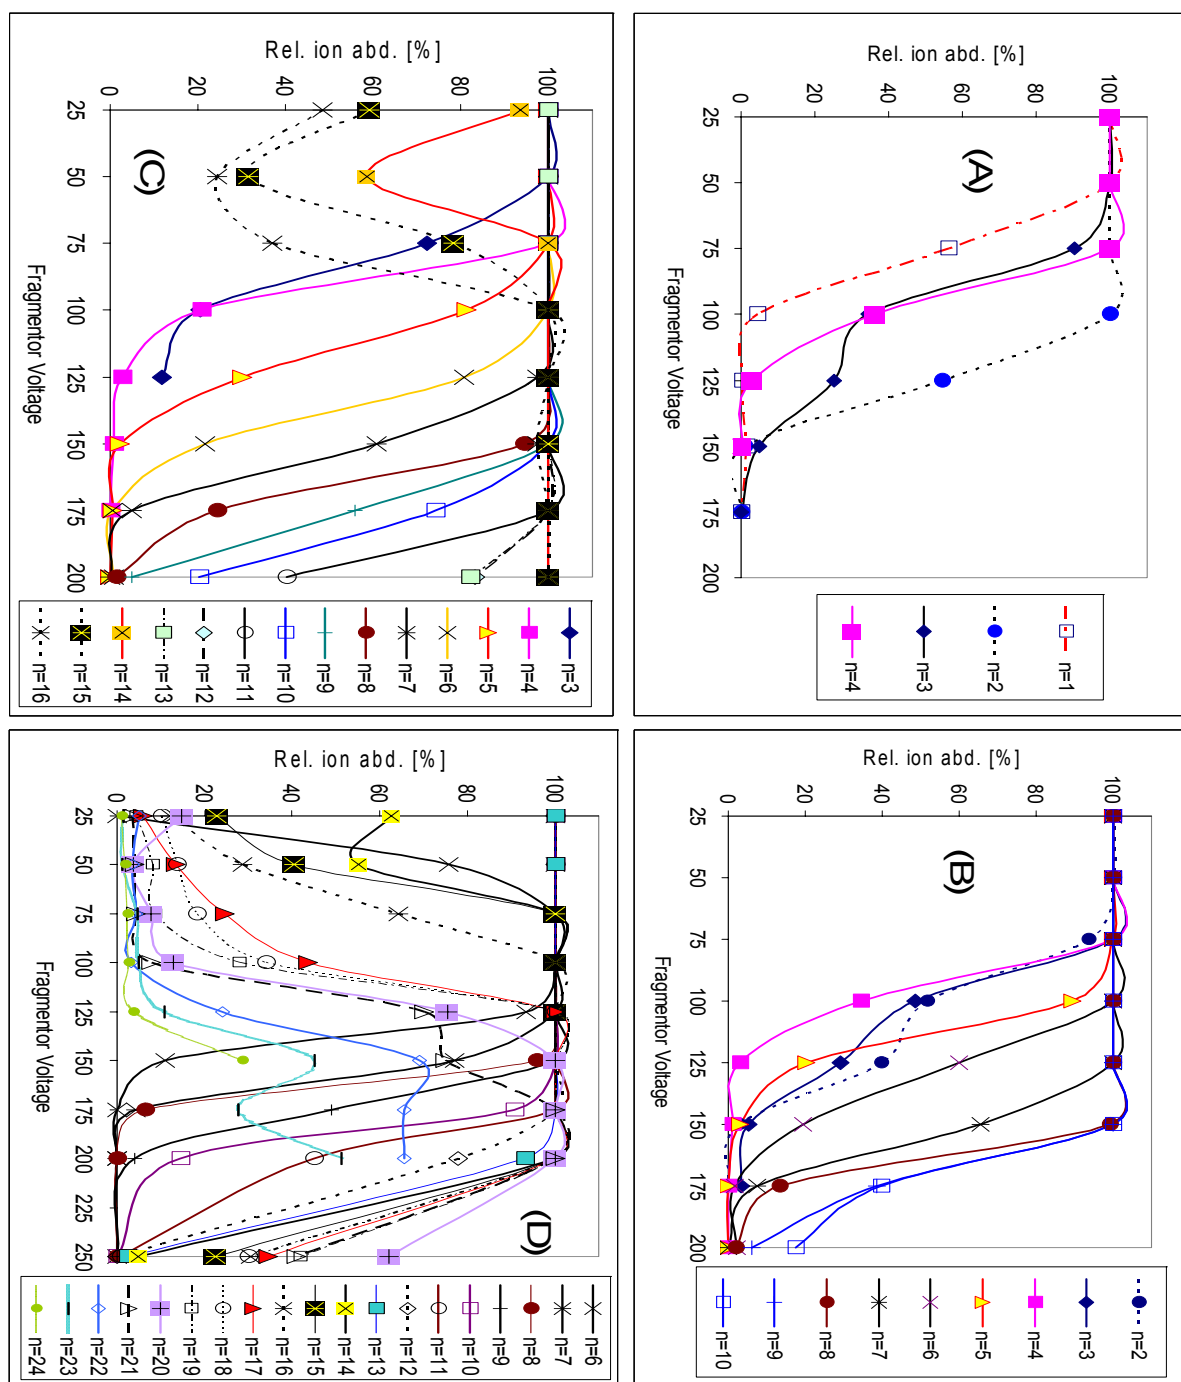 (A)
Rel. ion abd. [%]
0 20 40 60 80 100
25 50 75 100 125 150 175 200
Fragmentor Voltage
n=1
n=2
n=3
n=4
(B)
Rel. ion abd. [%]
0 20 40 60 80 100
25 50 75 100 125 150 175 200
Fragmentor Voltage
n=2
n=3
n=4
n=5
n=6
n=7
n=8
n=9
n=10
(C)
Rel. ion abd. [%]
0 20 40 60 80 100
25 50 75 100 125 150 175 200
Fragmentor Voltage
n=3
n=4
n=5
n=6
n=7
n=8
n=9
n=10
n=11
n=12
n=13
n=14
n=15
n=16
(D)
Rel. ion abd. [%]
0 20 40 60 80 100
25 50 75 100 125 150 175 200 225 250
Fragmentor Voltage
n=6
n=7
n=8
n=9
n=10
n=11
n=12
n=13
n=14
n=15
n=16
n=17
n=18
n=19
n=20
n=21
n=22
n=23
n=24